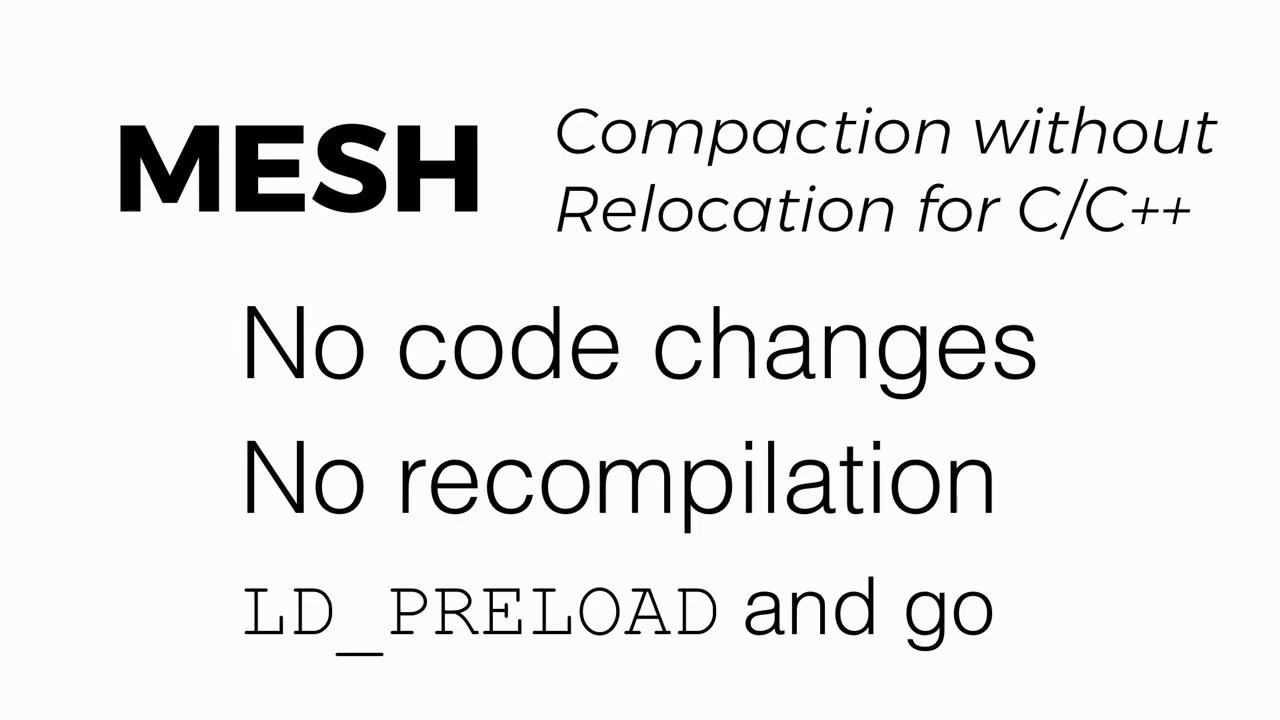 MESH
Compaction without
Relocation for C/C++
No code changes
No recompilation
LD_PRELOAD and go